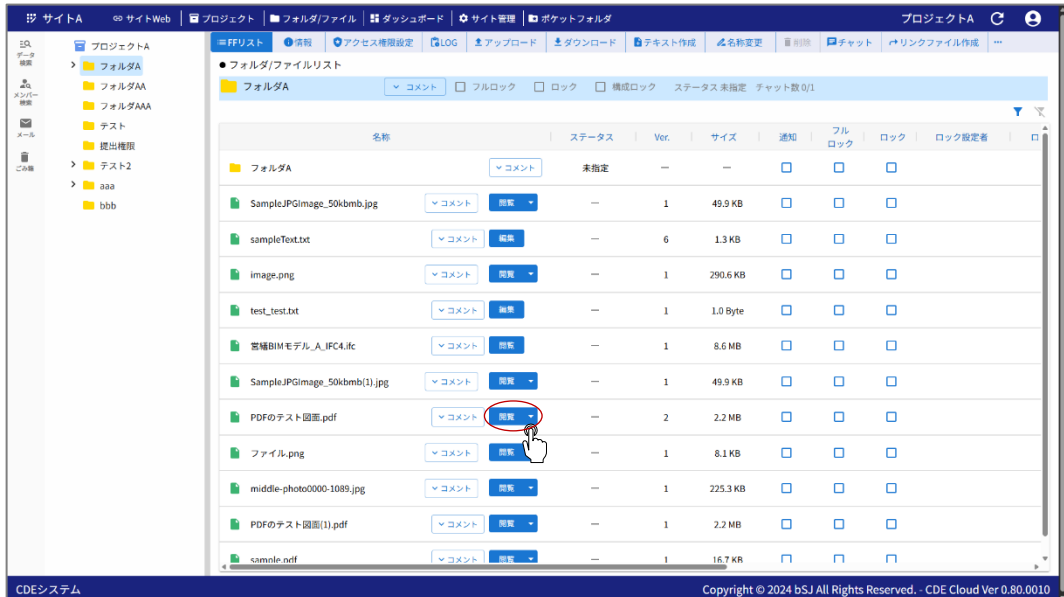 サイトA サイトWeb プロジェクト フォルダ/ファイル ダッシュボード サイト管理 ポケットフォルダ プロジェクトA
データ検索
メンバー検索
メール
ごみ箱
プロジェクトA
フォルダA
フォルダAA
フォルダAAA
テスト
提出権限
テスト2
aaa
bbb
FFリスト 情報 アクセス権限設定 LOG アップロード ダウンロード テキスト作成 名称変更 削除 チャット リンクファイル作成 ...
●フォルダ/ファイルリスト
フォルダA コメント フルロック ロック 構成ロック ステータス 未指定 チャット数 0/1
名称 ステータス Ver. サイズ 通知 フルロック ロック ロック設定者 ロ
フォルダA コメント 未指定 — —
SampleJPGImage_50kbmb.jpg コメント 閲覧 — 1 49.9 KB
sampleText.txt コメント 編集 — 6 1.3 KB
image.png コメント 閲覧 — 1 290.6 KB
test_test.txt コメント 編集 — 1 1.0 Byte
営繕BIMモデル_A_IFC4.ifc コメント 閲覧 — 1 8.6 MB
SampleJPGImage_50kbmb(1).jpg コメント 閲覧 — 1 49.9 KB
PDFのテスト図面.pdf コメント 閲覧 — 2 2.2 MB
ファイル.png コメント 閲覧 — 1 8.1 KB
middle-photo0000-1089.jpg コメント 閲覧 — 1 225.3 KB
PDFのテスト図面(1).pdf コメント 閲覧 — 1 2.2 MB
sample.pdf コメント 閲覧 — 1 16.7 KB
CDEシステム Copyright © 2024 bSJ All Rights Reserved. - CDE Cloud Ver 0.80.0010